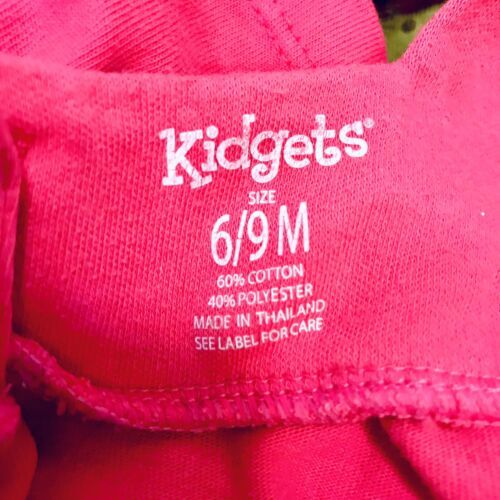 Kidgets®
SIZE
6/9 M
60% COTTON
40% POLYESTER
MADE IN THAILAND
SEE LABEL FOR CARE